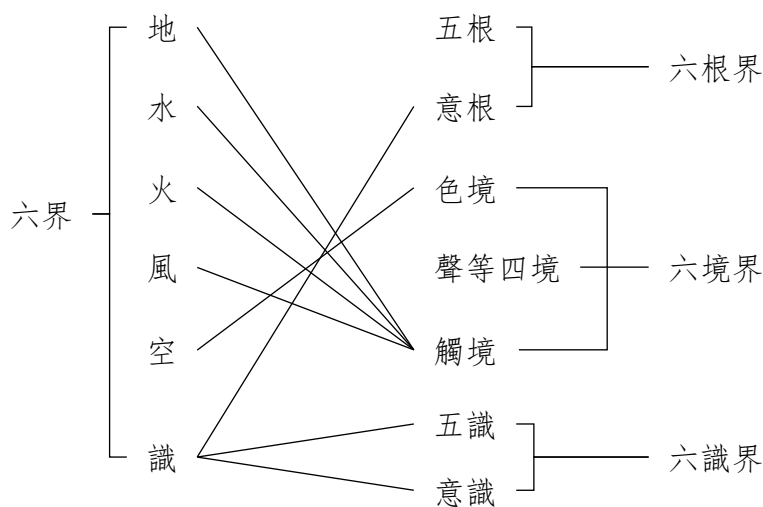 六界
地
水
火
風
空
識
五根
意根
色境
聲等四境
觸境
五識
意識
六根界
六境界
六識界